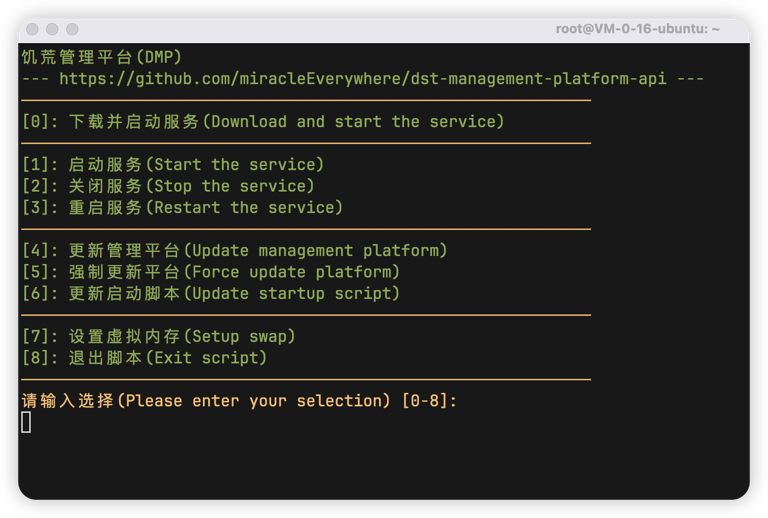 root@VM-0-16-ubuntu: ~
饥荒管理平台(DMP)
--- https://github.com/miracleEverywhere/dst-management-platform-api ---
[0]: 下载并启动服务(Download and start the service)
[1]: 启动服务(Start the service)
[2]: 关闭服务(Stop the service)
[3]: 重启服务(Restart the service)
[4]: 更新管理平台(Update management platform)
[5]: 强制更新平台(Force update platform)
[6]: 更新启动脚本(Update startup script)
[7]: 设置虚拟内存(Setup swap)
[8]: 退出脚本(Exit script)
请输入选择(Please enter your selection) [0-8]: